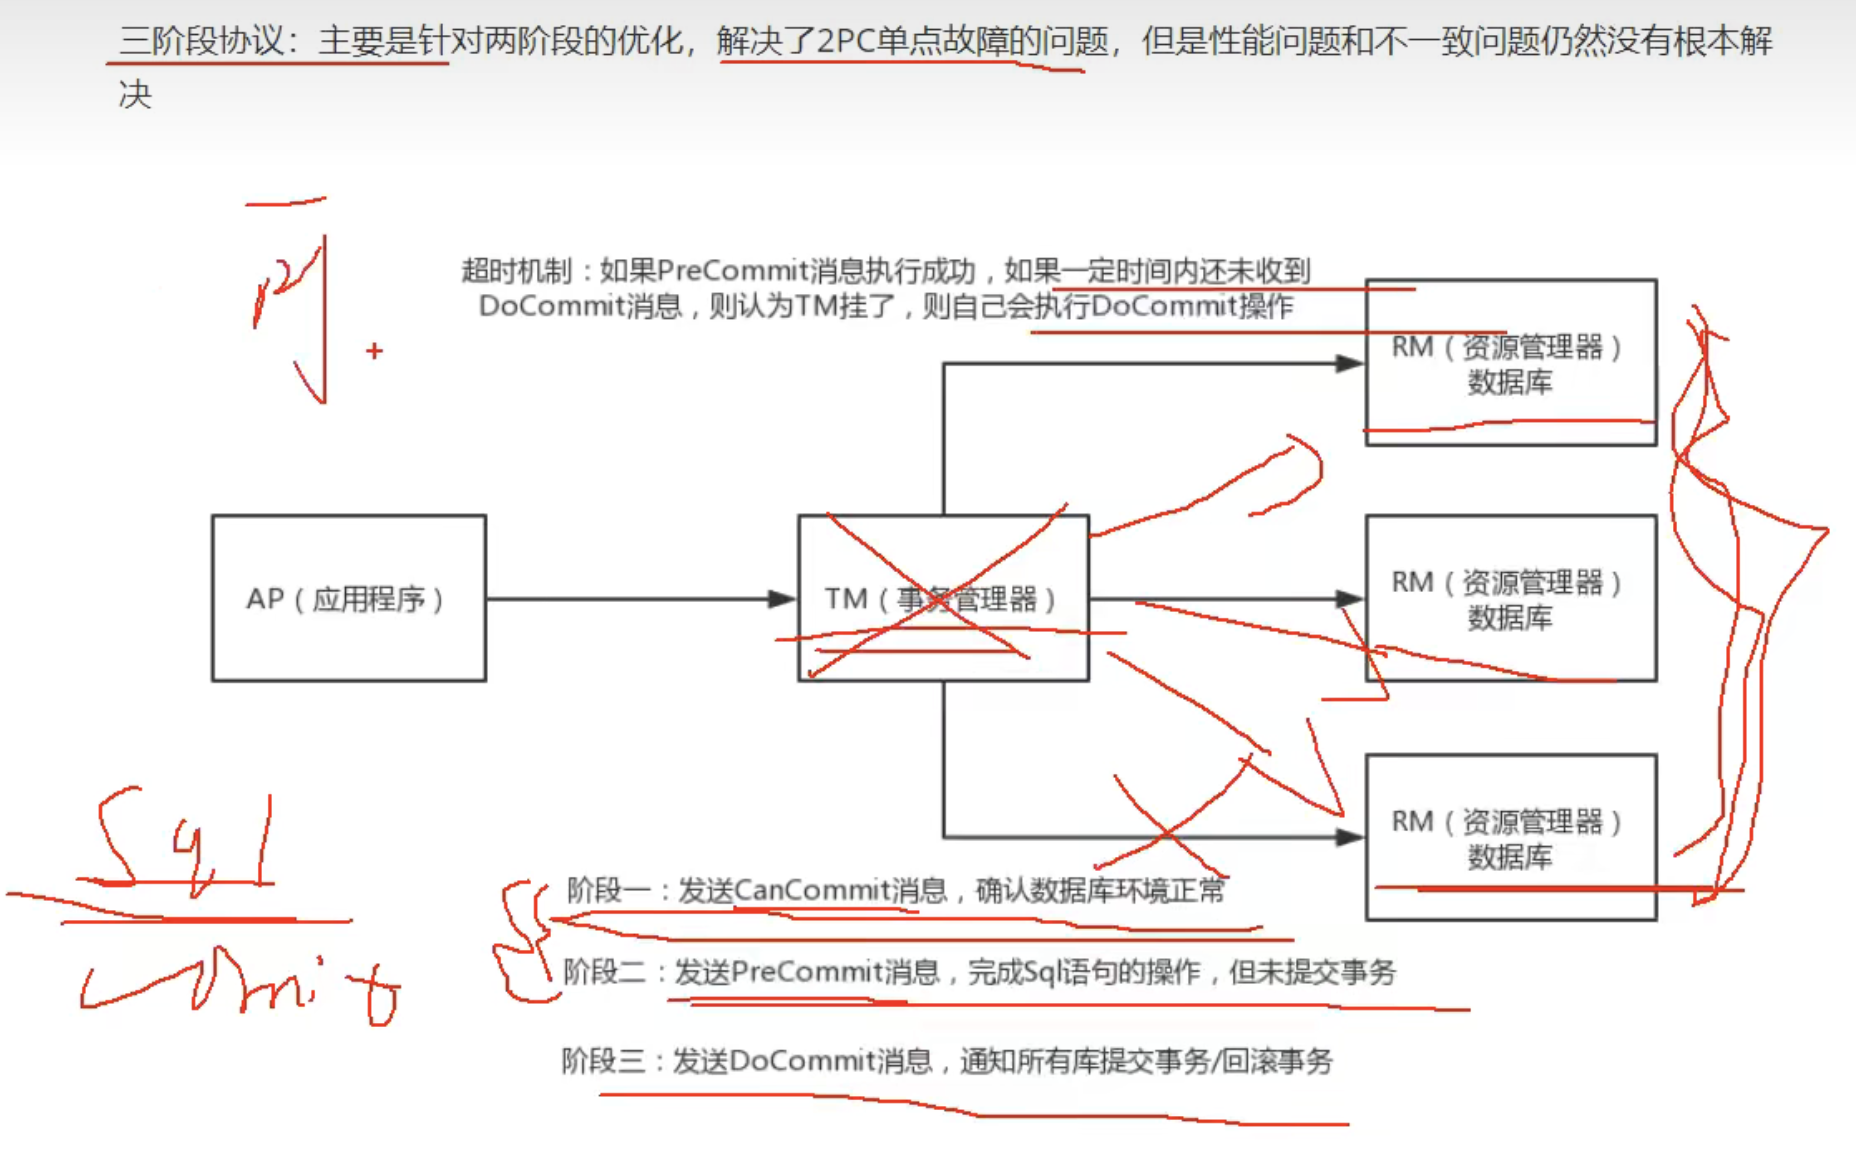 三阶段协议：主要是针对两阶段的优化，解决了2PC单点故障的问题，但是性能问题和不一致问题仍然没有根本解
决
超时机制：如果PreCommit消息执行成功，如果一定时间内还未收到
DoCommit消息，则认为TM挂了，则自己会执行DoCommit操作
RM（资源管理器）
数据库
AP（应用程序）
TM（事务管理器）
RM（资源管理器）
数据库
RM（资源管理器）
数据库
Sql
阶段一：发送CanCommit消息，确认数据库环境正常
阶段二：发送PreCommit消息，完成Sql语句的操作，但未提交事务
阶段三：发送DoCommit消息，通知所有库提交事务/回滚事务